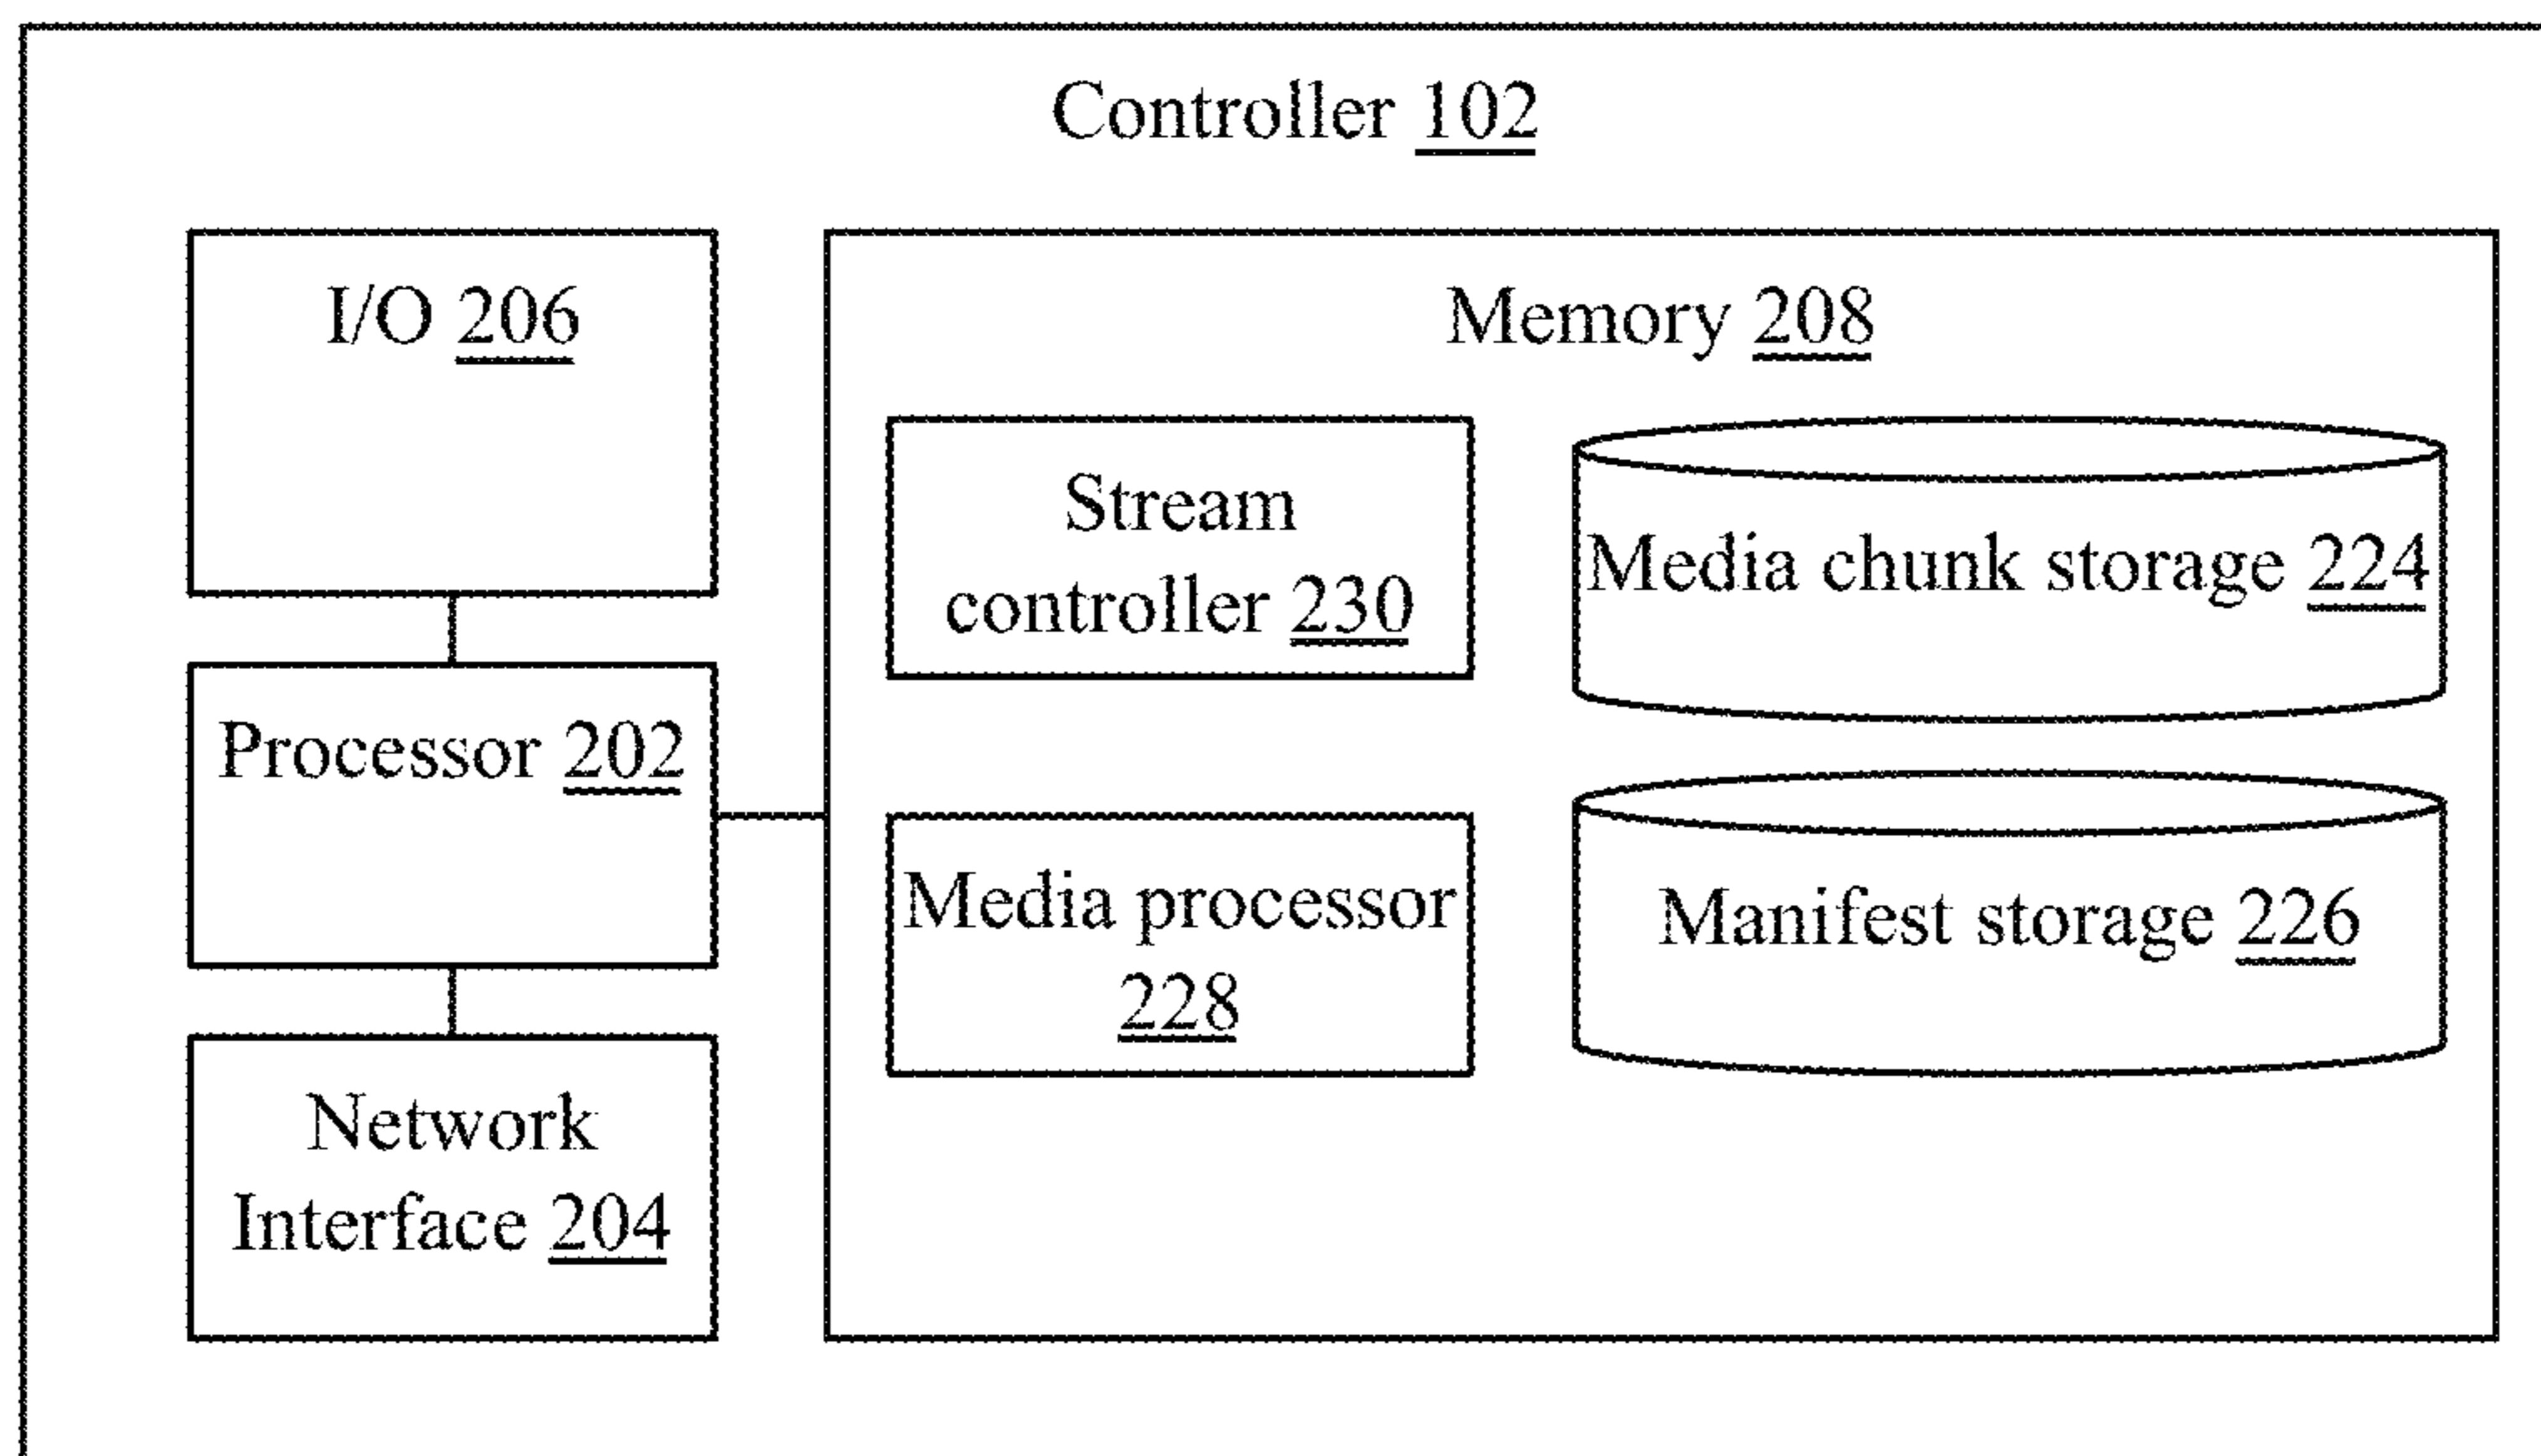 Controller 102
I/O 206
Processor 202
Network
Interface 204
Memory 208
Stream
controller 230
Media processor
228
Media chunk storage 224
Manifest storage 226